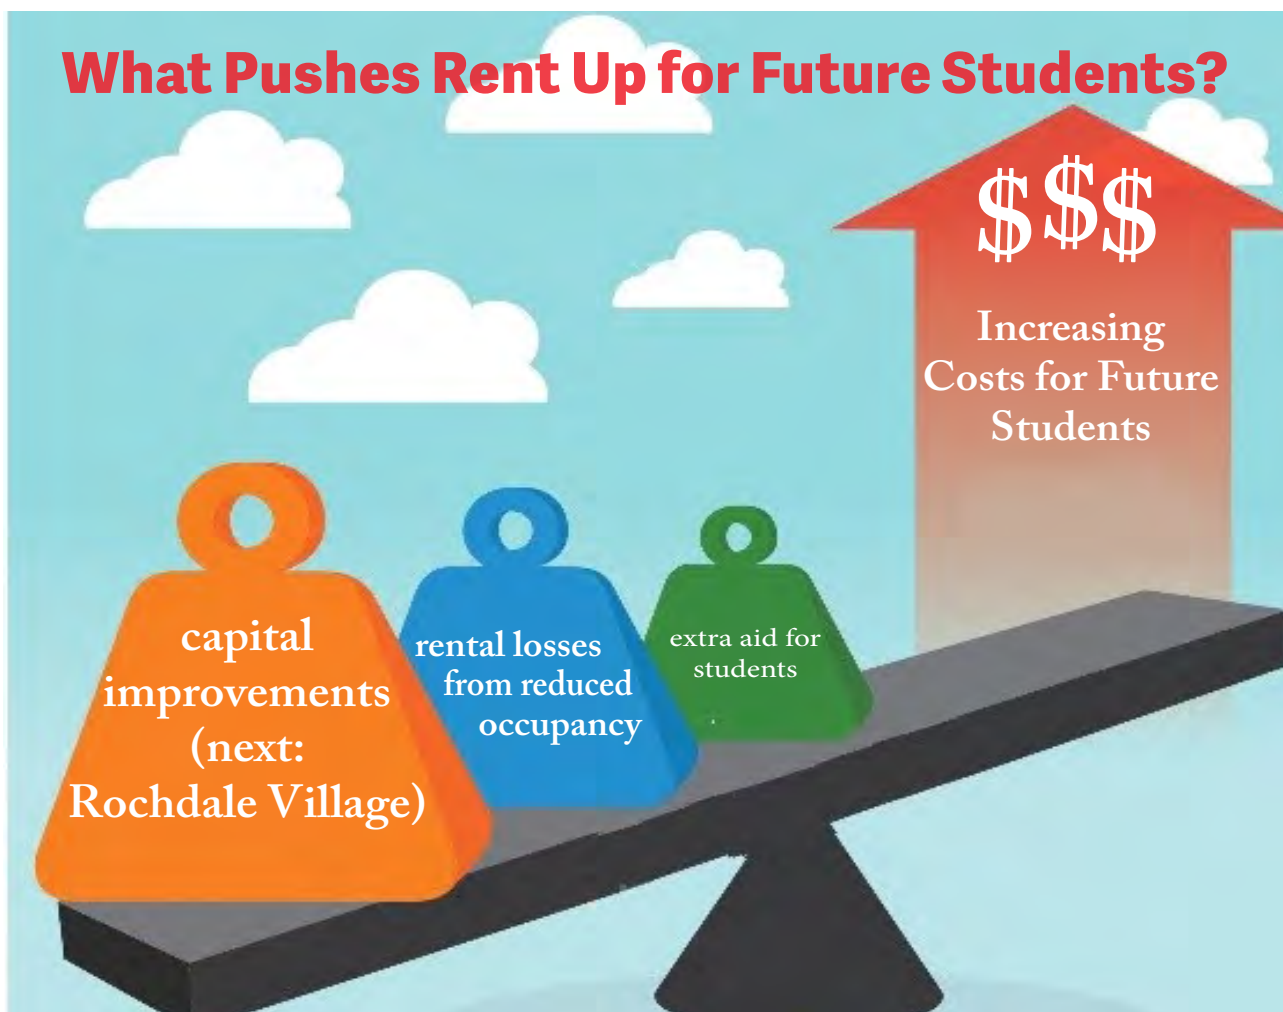 What Pushes Rent Up for Future Students?
$$$
Increasing
Costs for Future
Students
capital
improvements
(next:
Rochdale Village)
rental losses
from reduced
occupancy
extra aid for
students